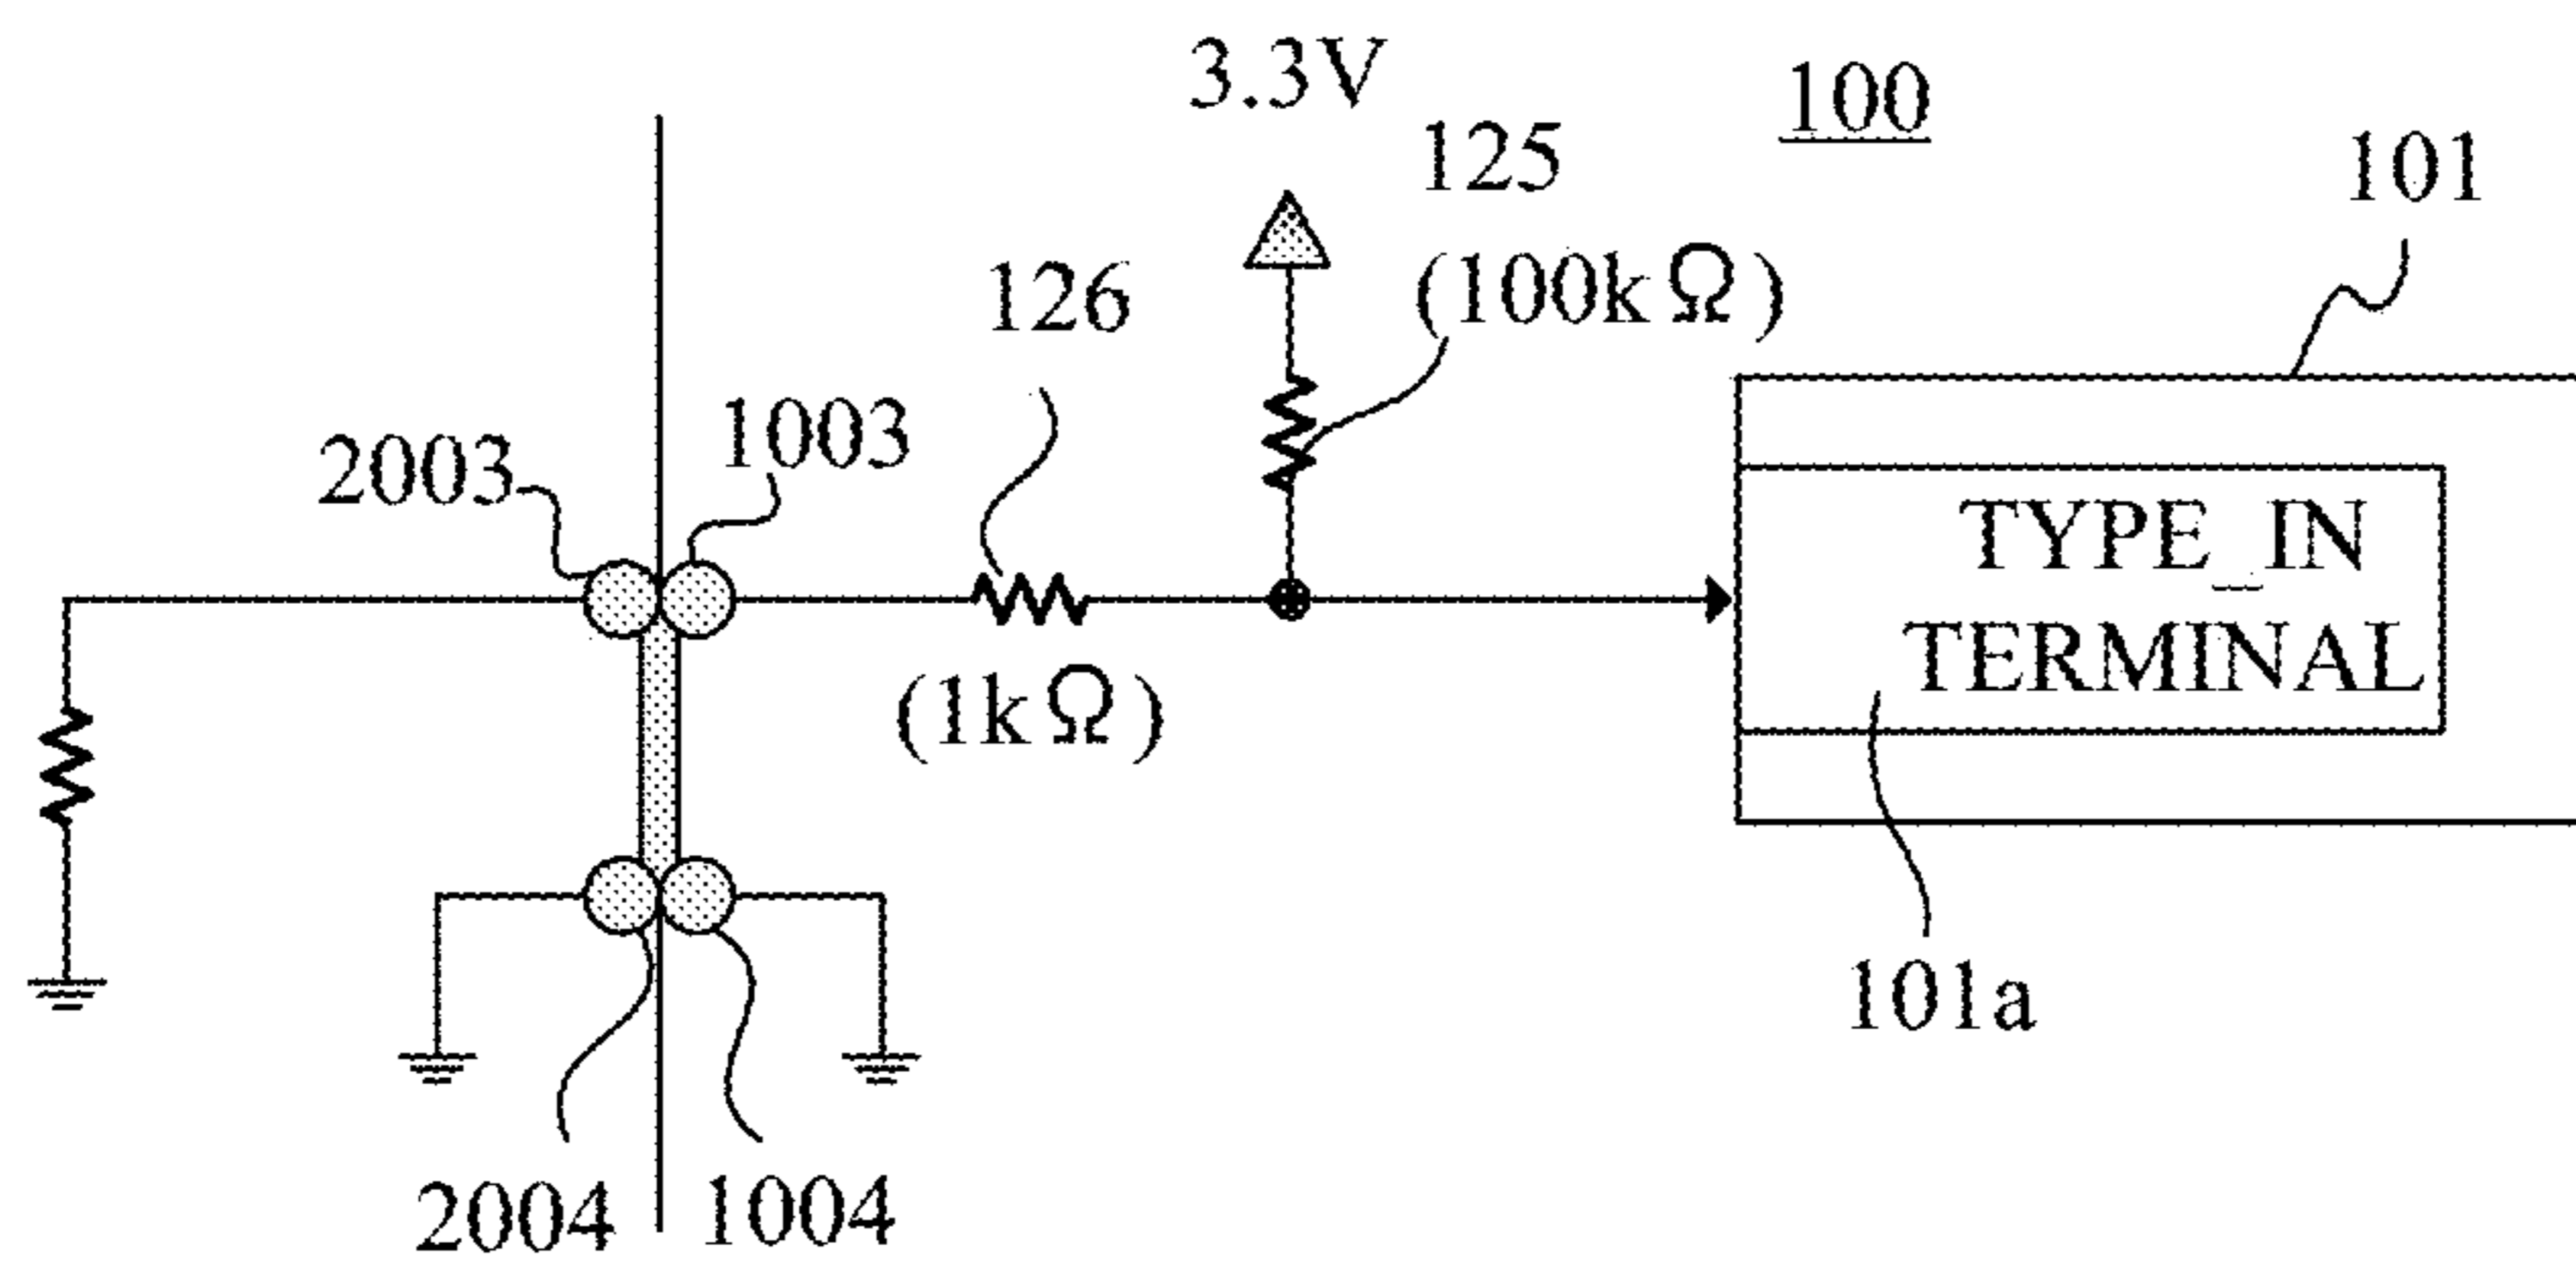 3.3V
100
125
101
(100kΩ)
126
1003
2003
TYPE_IN
TERMINAL
(1kΩ)
101a
2004
1004